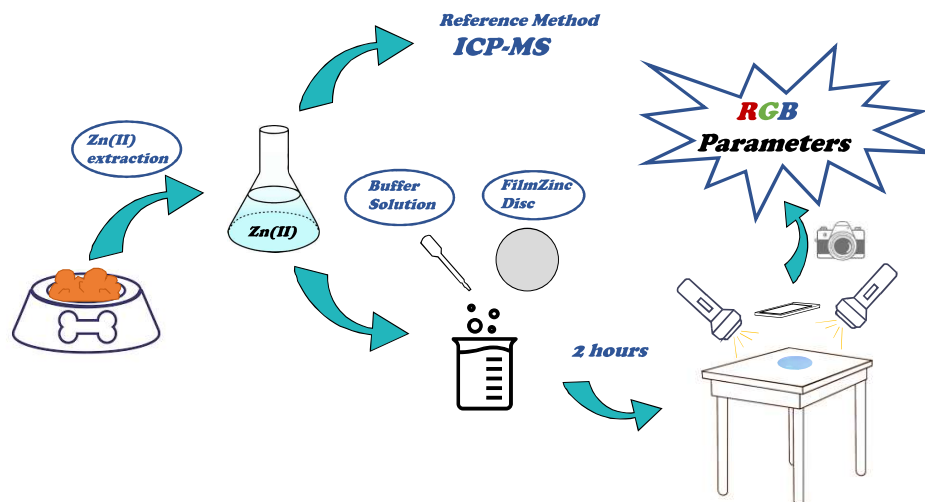 Reference Method
ICP-MS
RGB
Parameters
Zn(II)
extraction
Buffer
Solution
FilmZinc
Disc
Zn(II)
2 hours